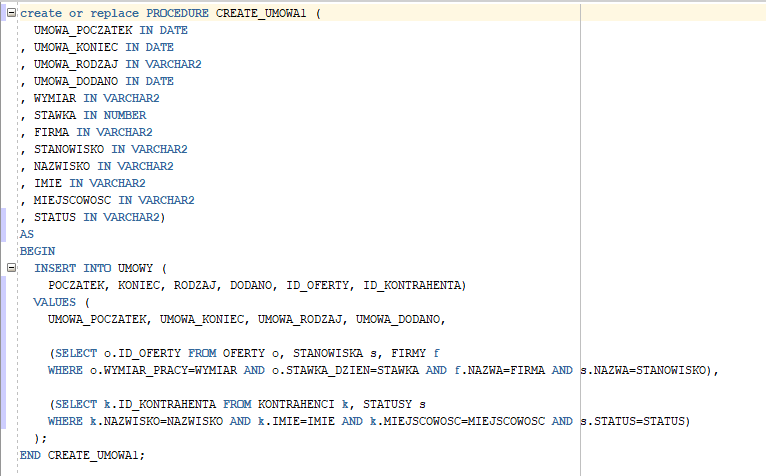 create or replace PROCEDURE CREATE_UMOWA1 (
UMOWA_POCZATEK IN DATE
, UMOWA_KONIEC IN DATE
, UMOWA_RODZAJ IN VARCHAR2
, UMOWA_DODANO IN DATE
, WYMIAR IN VARCHAR2
, STAWKA IN NUMBER
, FIRMA IN VARCHAR2
, STANOWISKO IN VARCHAR2
, NAZWISKO IN VARCHAR2
, IMIE IN VARCHAR2
, MIEJSCOWOSC IN VARCHAR2
, STATUS IN VARCHAR2)
AS
BEGIN
INSERT INTO UMOWY (
POCZATEK, KONIEC, RODZAJ, DODANO, ID_OFERTY, ID_KONTRAHENTA)
VALUES (
UMOWA_POCZATEK, UMOWA_KONIEC, UMOWA_RODZAJ, UMOWA_DODANO,
(SELECT o.ID_OFERTY FROM OFERTY o, STANOWISKA s, FIRMY f
WHERE o.WYMIAR_PRACY=WYMIAR AND o.STAWKA_DZIEN=STAWKA AND f.NAZWA=FIRMA AND s.NAZWA=STANOWISKO),
(SELECT k.ID_KONTRAHENTA FROM KONTRAHENCI k, STATUSY s
WHERE k.NAZWISKO=NAZWISKO AND k.IMIE=IMIE AND k.MIEJSCOWOSC=MIEJSCOWOSC AND s.STATUS=STATUS)
);
END CREATE_UMOWA1;